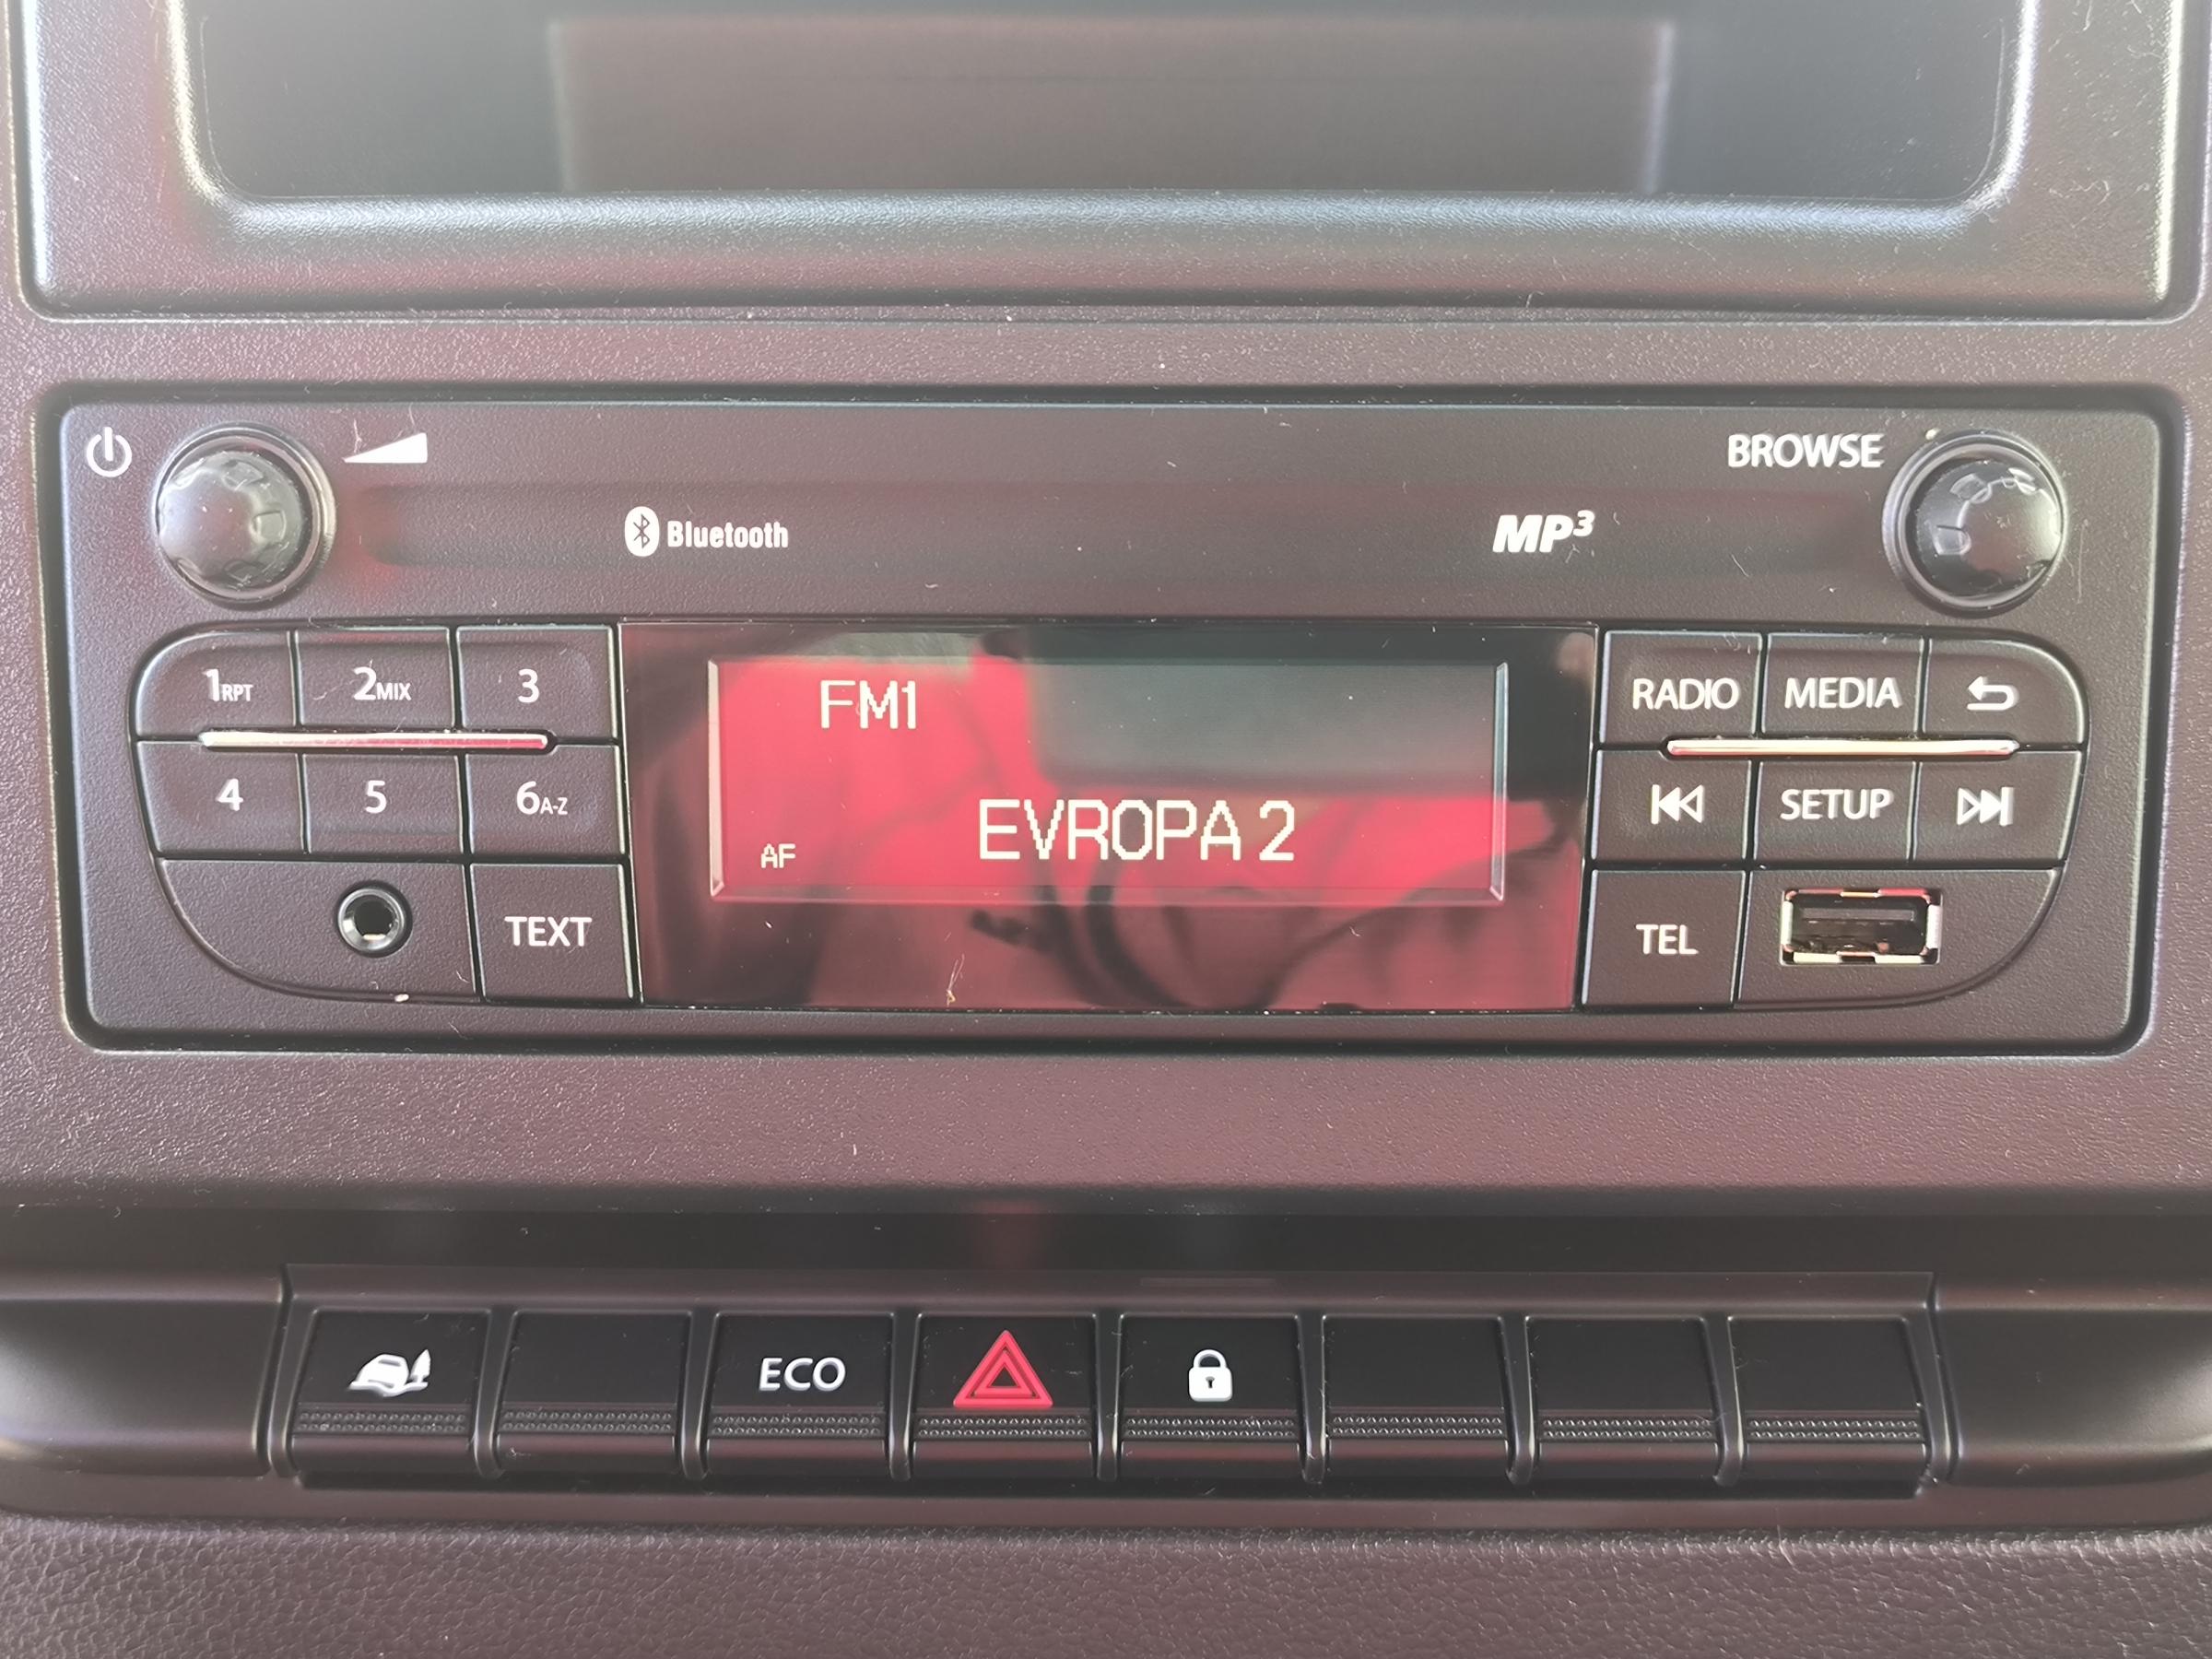 BROWSE
Bluetooth MP3
1RPT 2MIX 3 FM1 RADIO MEDIA
4 5 6A-Z EVROPA 2 SETUP
AF
TEXT TEL
ECO